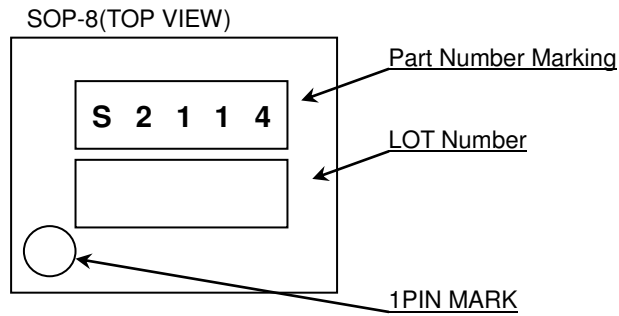 SOP-8(TOP VIEW)
Part Number Marking
S 2 1 1 4
LOT Number
1PIN MARK